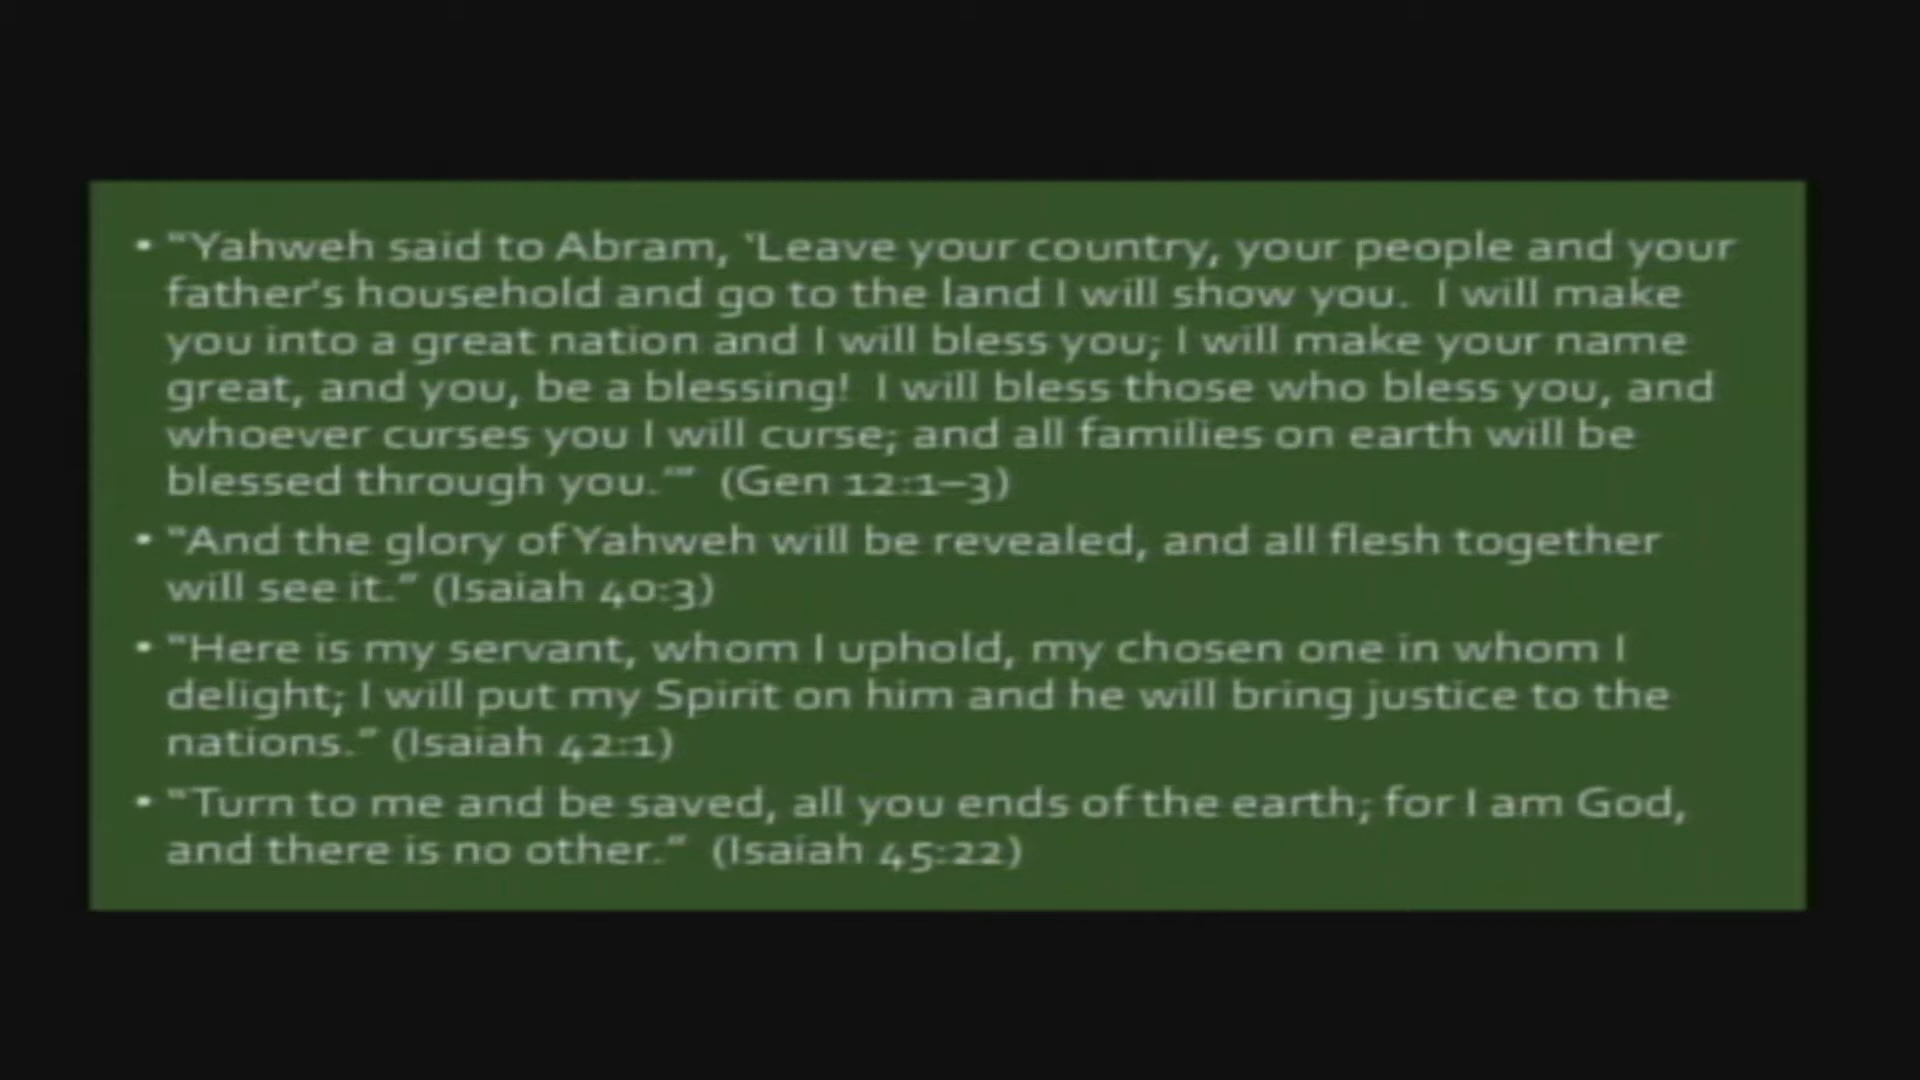 • “Yahweh said to Abram, ‘Leave your country, your people and your
father’s household and go to the land I will show you.  I will make
you into a great nation and I will bless you; I will make your name
great, and you, be a blessing!  I will bless those who bless you, and
whoever curses you I will curse; and all families on earth will be
blessed through you.’”  (Gen 12:1–3)
• “And the glory of Yahweh will be revealed, and all flesh together
will see it.” (Isaiah 40:3)
• “Here is my servant, whom I uphold, my chosen one in whom I
delight; I will put my Spirit on him and he will bring justice to the
nations.” (Isaiah 42:1)
• “Turn to me and be saved, all you ends of the earth; for I am God,
and there is no other.”  (Isaiah 45:22)